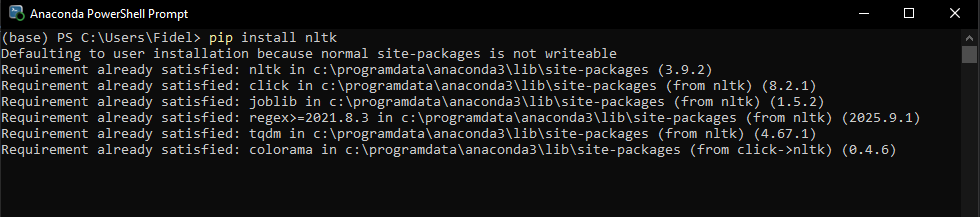 Anaconda PowerShell Prompt
(base) PS C:\Users\Fidel> pip install nltk
Defaulting to user installation because normal site-packages is not writeable
Requirement already satisfied: nltk in c:\programdata\anaconda3\lib\site-packages (3.9.2)
Requirement already satisfied: click in c:\programdata\anaconda3\lib\site-packages (from nltk) (8.2.1)
Requirement already satisfied: joblib in c:\programdata\anaconda3\lib\site-packages (from nltk) (1.5.2)
Requirement already satisfied: regex>=2021.8.3 in c:\programdata\anaconda3\lib\site-packages (from nltk) (2025.9.1)
Requirement already satisfied: tqdm in c:\programdata\anaconda3\lib\site-packages (from nltk) (4.67.1)
Requirement already satisfied: colorama in c:\programdata\anaconda3\lib\site-packages (from click->nltk) (0.4.6)